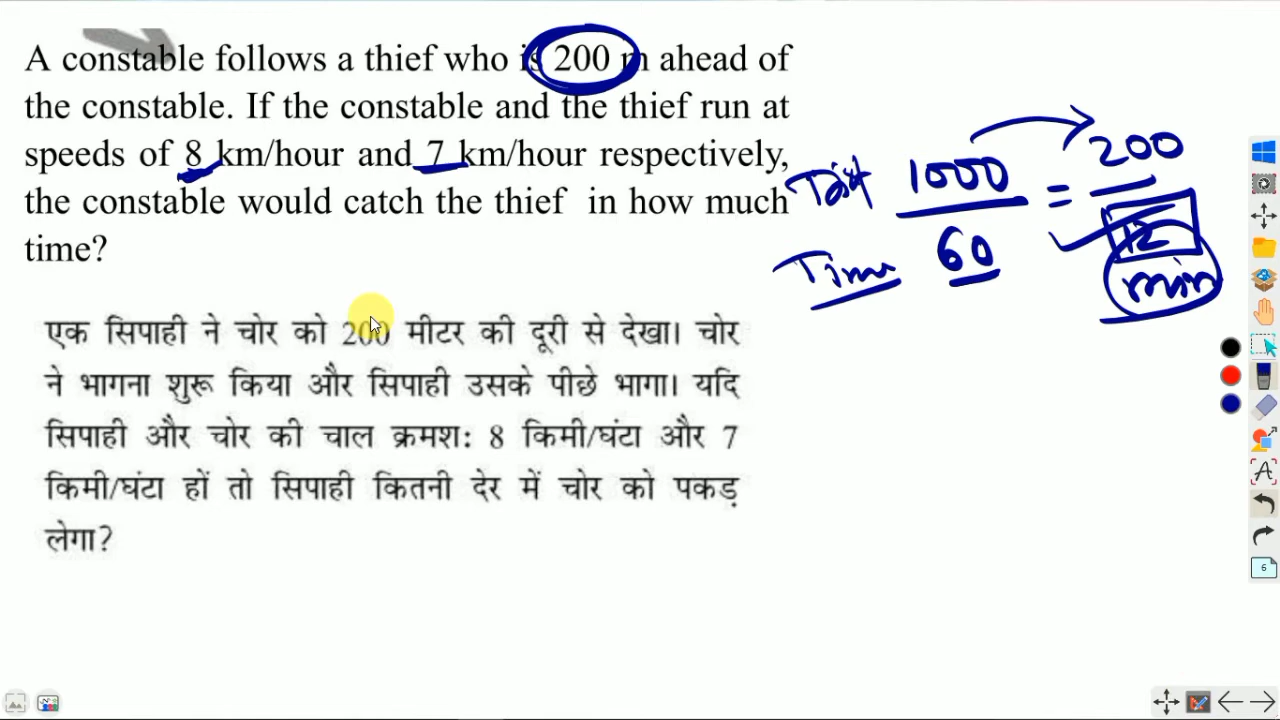 A constable follows a thief who is 200 m ahead of
the constable. If the constable and the thief run at
speeds of 8 km/hour and 7 km/hour respectively,
the constable would catch the thief in how much
time?
एक सिपाही ने चोर को 200 मीटर की दूरी से देखा। चोर
ने भागना शुरू किया और सिपाही उसके पीछे भागा। यदि
सिपाही और चोर की चाल क्रमश: 8 किमी/घंटा और 7
किमी/घंटा हों तो सिपाही कितनी देर में चोर को पकड़
लेगा?
1000 = 200
Time 60 12
min
6